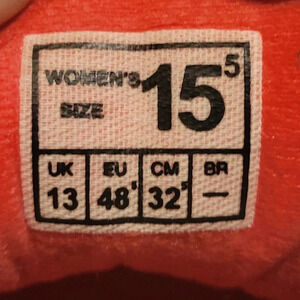 WOMEN'S SIZE 15⁵
UK EU CM BR
13 48⁵ 32⁵ —